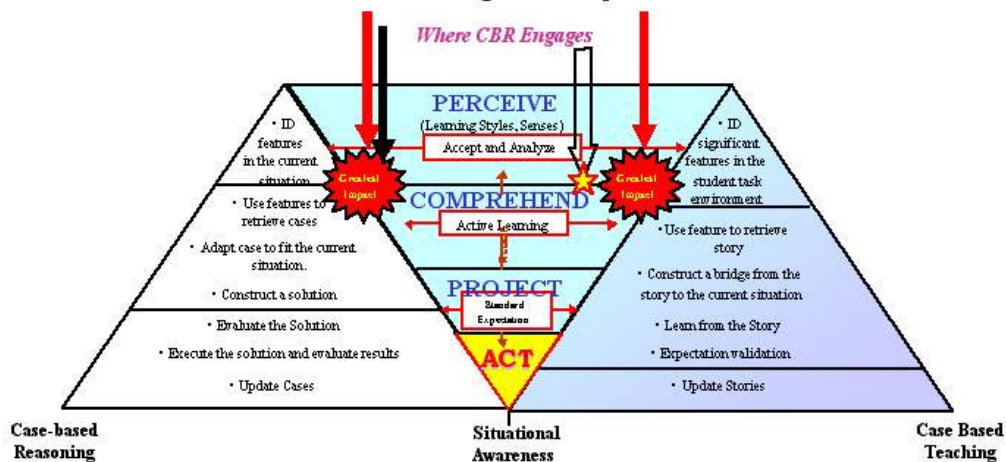 Where CBR Engages
PERCEIVE
(Learning Styles, Senses)
Accept and Analyze
• ID
features
in the current
situation
Greatest
Impact
COMPREHEND
Active Learning
Greatest
Impact
• ID
significant
features in the
student task
environment
• Use features to
retrieve cases
• Adapt case to fit the current
situation.
• Construct a solution
PROJECT
Standard
Expectation
• Use feature to retrieve
story
• Construct a bridge from the
story to the current situation
• Learn from the Story
• Expectation validation
• Evaluate the Solution
• Execute the solution and evaluate results
• Update Cases
ACT
• Update Stories
Case-based
Reasoning
Situational
Awareness
Case Based
Teaching